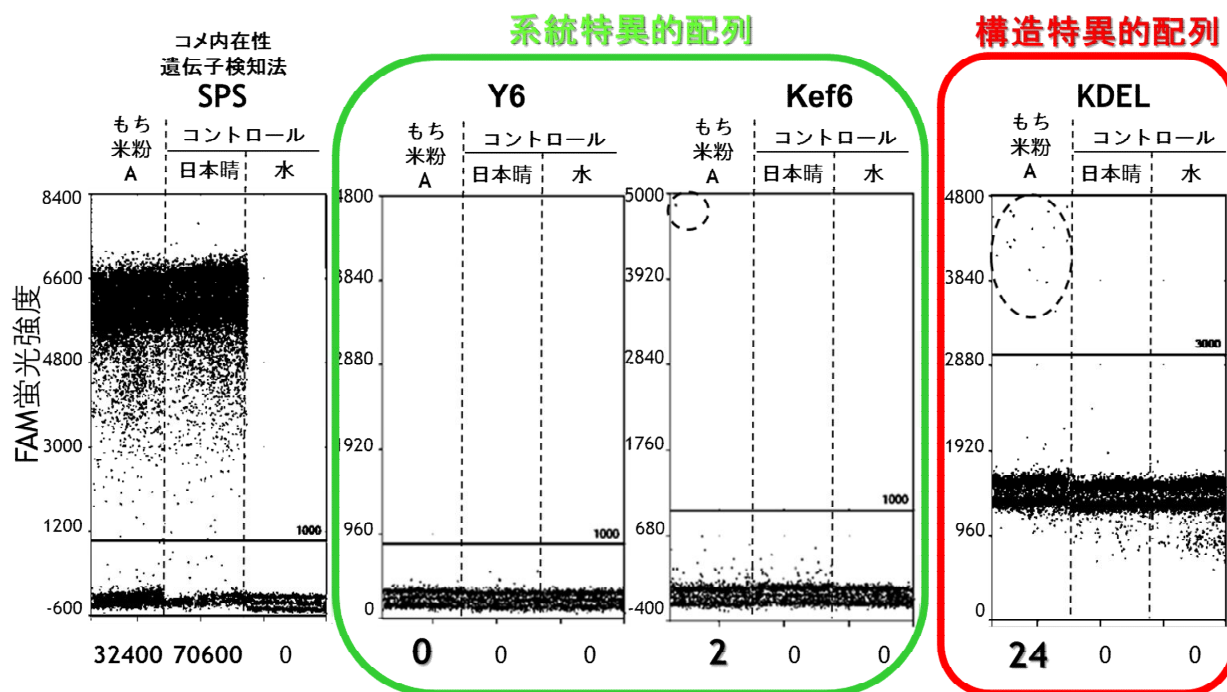 系統特異的配列
構造特異的配列
コメ内在性
遺伝子検知法
SPS
Y6
Kef6
KDEL
もち
米粉
A
コントロール
日本晴
水
もち
米粉
A
コントロール
日本晴
水
もち
米粉
A
コントロール
日本晴
水
もち
米粉
A
コントロール
日本晴
水
FAM蛍光強度
8400
6600
4800
3000
1200
-600
1000
4800
3840
2880
1920
960
0
1000
5000
3920
2840
1760
680
-400
1000
4800
3840
2880
1920
960
0
3000
32400 70600 0
0 0 0
2 0 0
24 0 0